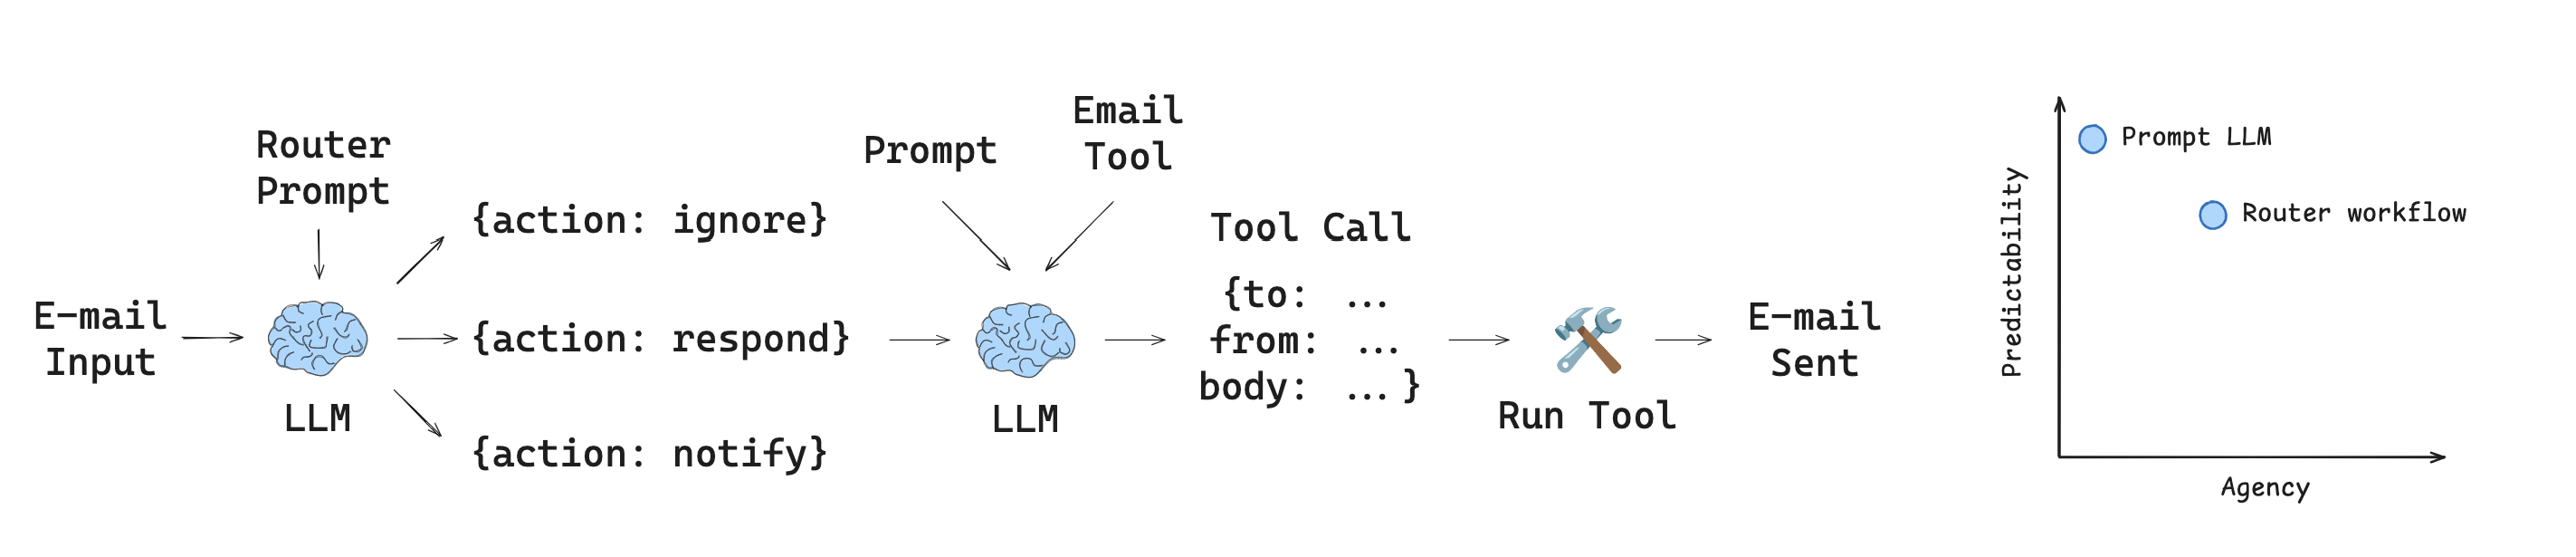 E-mail
Input
Router
Prompt
LLM
{action: ignore}
{action: respond}
{action: notify}
Prompt
Email
Tool
LLM
Tool Call
{to: ...
from: ...
body: ... }
Run Tool
E-mail
Sent
Predictability
Prompt LLM
Router workflow
Agency